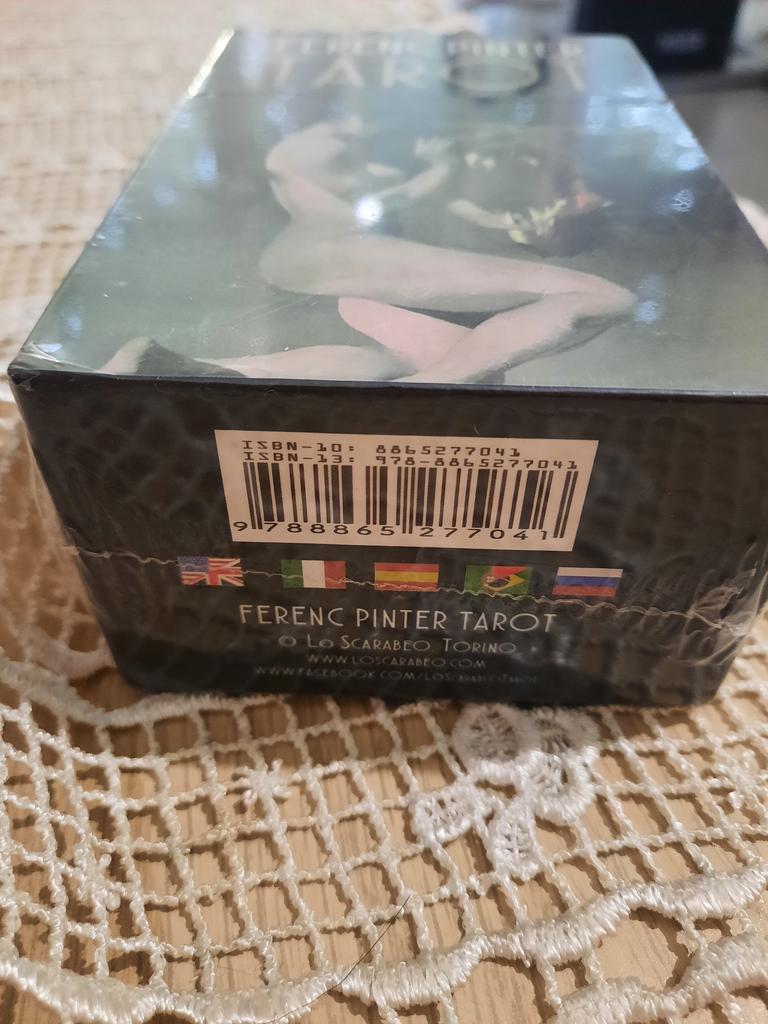 FERENC PINTER
TAROT
ISBN-10: 8865277041
ISBN-13: 978-8865277041
9 788865 277041
FERENC PINTER TAROT
© LO SCARABEO, TORINO
WWW.LOSCARABEO.COM
WWW.FACEBOOK.COM/LOSCARABEOTAROT